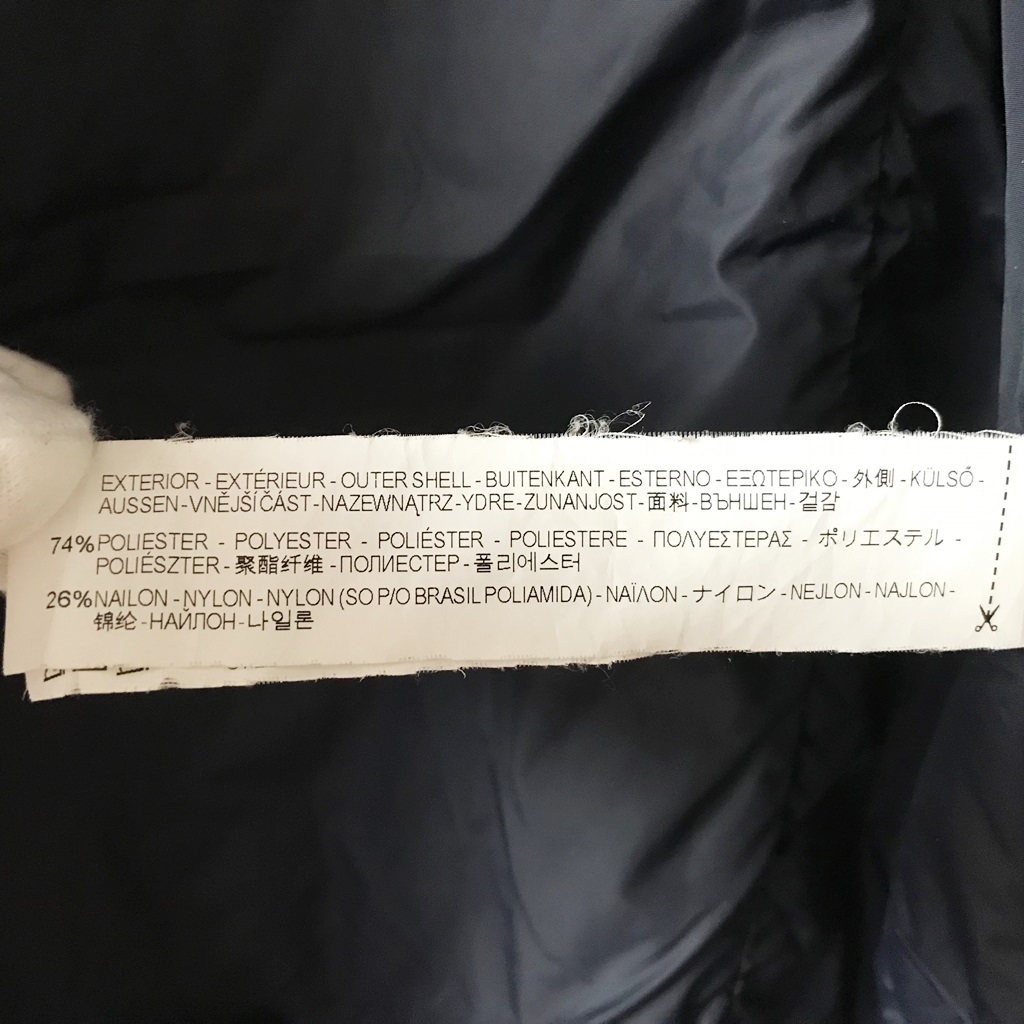 EXTERIOR - EXTÉRIEUR - OUTER SHELL - BUITENKANT - ESTERNO - ΕΞΩΤΕΡΙΚΟ - 外側 - KÜLSŐ -
AUSSEN - VNĚJŠÍ ČÁST - NAZEWNĄTRZ - YDRE - ZUNANJOST - 面料 - ВЪНШЕН - 겉감
74% POLIESTER - POLYESTER - POLIÉSTER - POLIESTERE - ΠΟΛΥΕΣΤΕΡΑΣ - ポリエステル -
POLIÉSZTER - 聚酯纤维 - ПОЛИЕСТЕР - 폴리에스터
26% NAILON - NYLON - NYLON (SO P/O BRASIL POLIAMIDA) - ΝΑΪΛΟΝ - ナイロン - NEJLON - NAJLON -
锦纶 - НАЙЛОН - 나일론